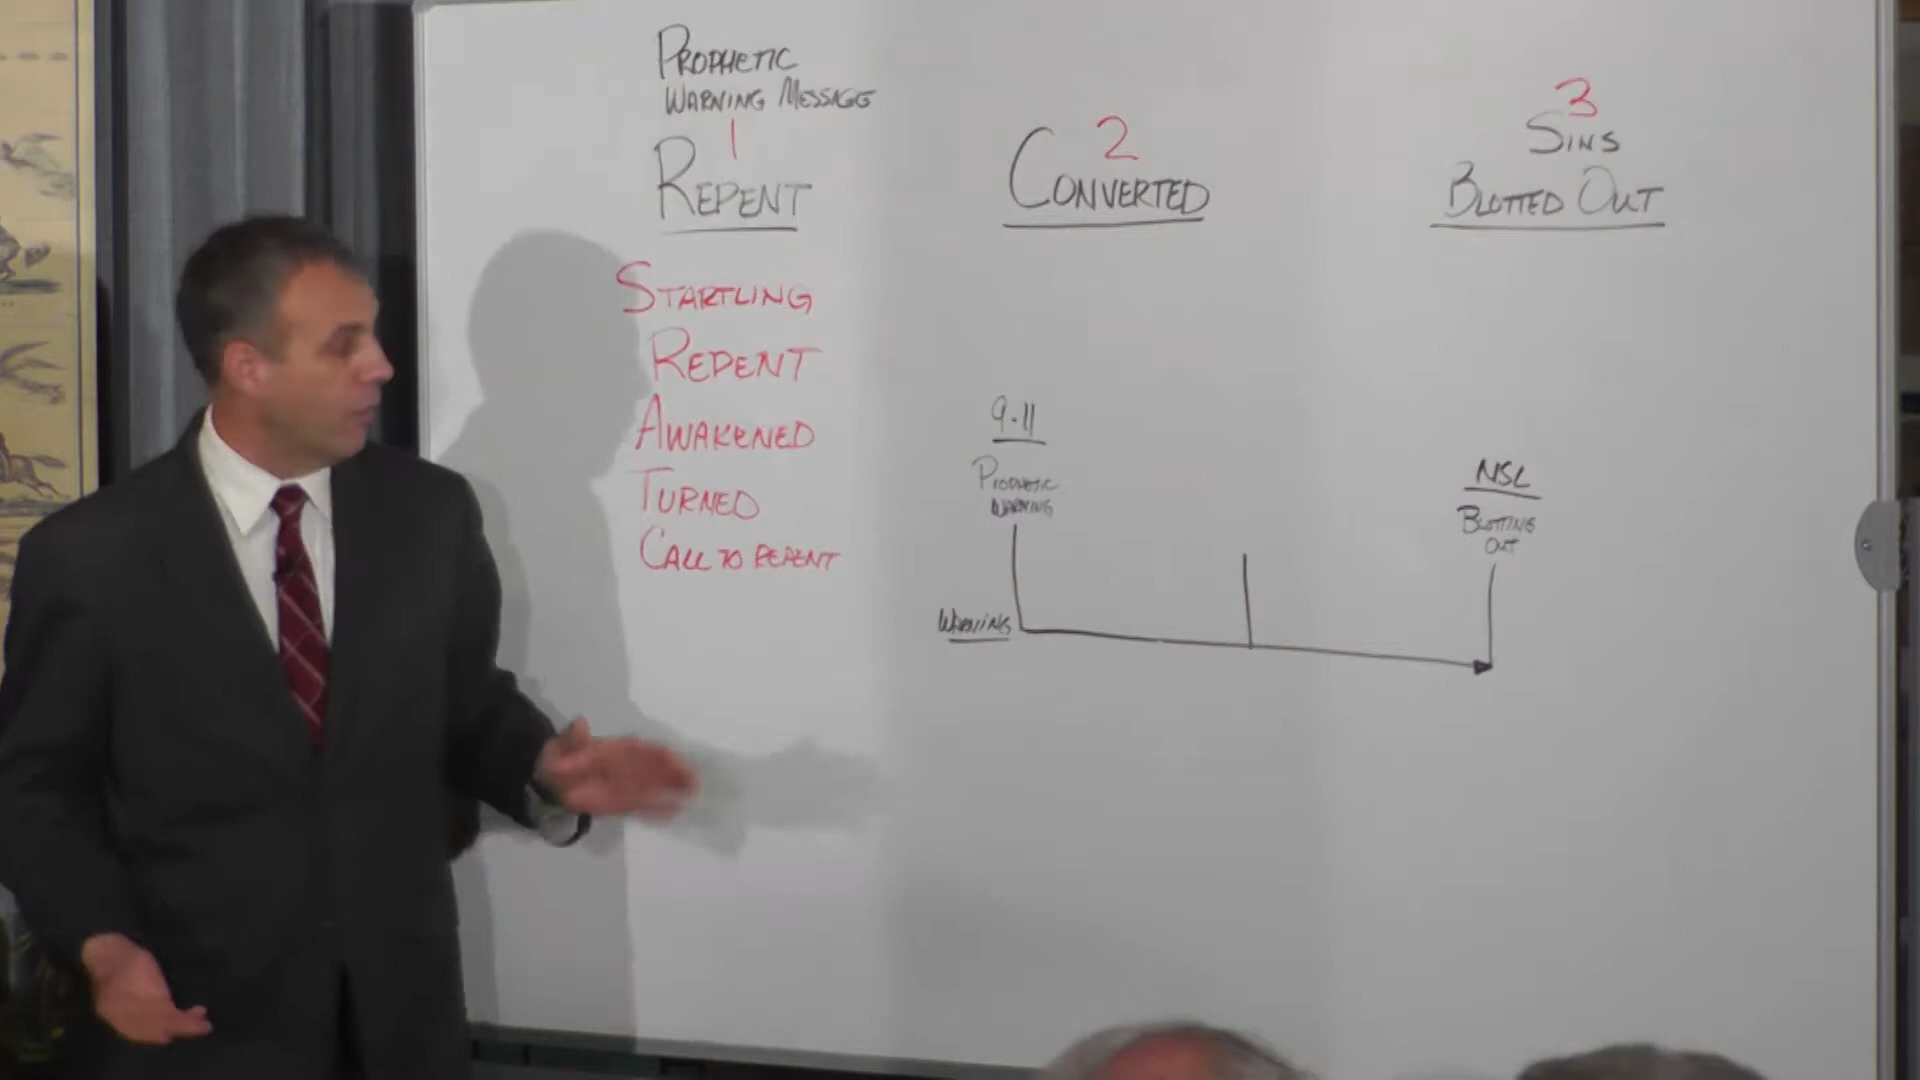 PROPHETIC
WARNING MESSAGE
1
REPENT
2
CONVERTED
3
SINS
BLOTTED OUT
STARTLING
REPENT
AWAKENED
TURNED
CALL TO REPENT
9-11
PROPHETIC
WARNING
WARNING
NSL
BLOTTING
OUT